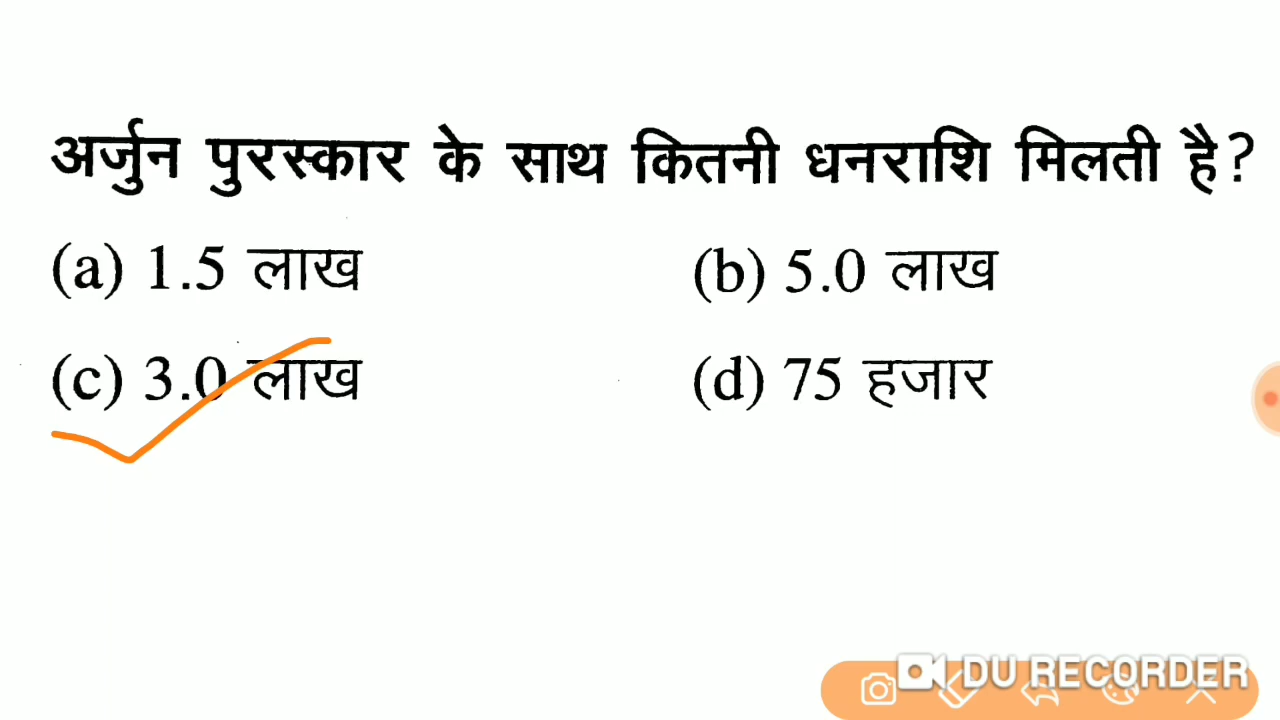 अर्जुन पुरस्कार के साथ कितनी धनराशि मिलती है?
(a) 1.5 लाख (b) 5.0 लाख
(c) 3.0 लाख (d) 75 हजार
DU RECORDER